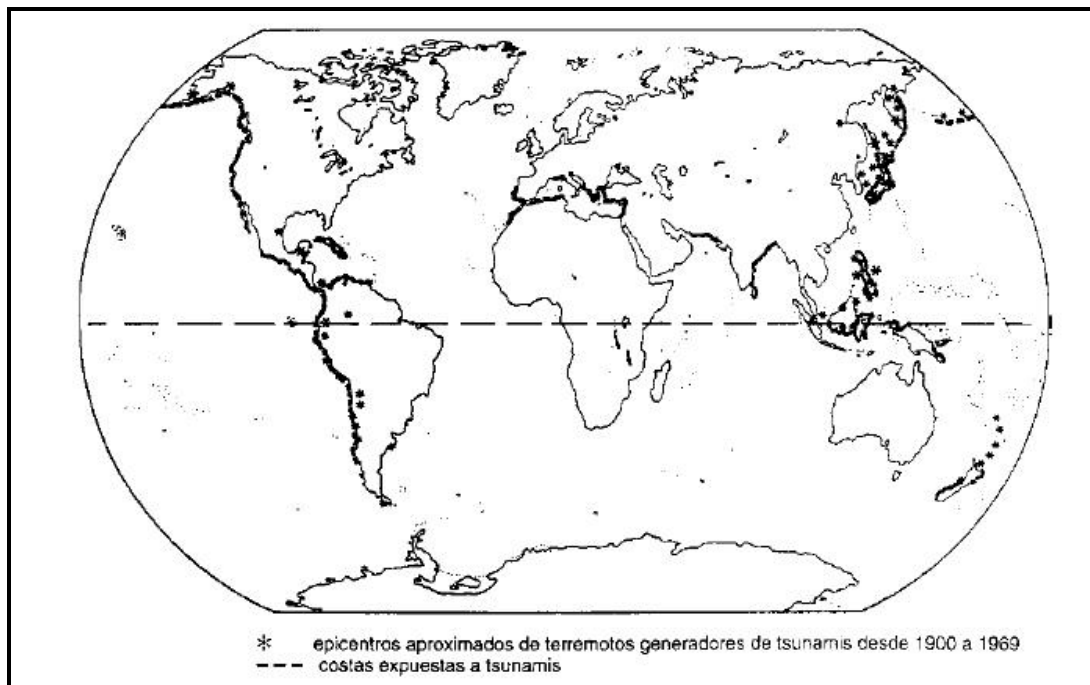 epicentros aproximados de terremotos generadores de tsunamis desde 1900 a 1969
costas expuestas a tsunamis